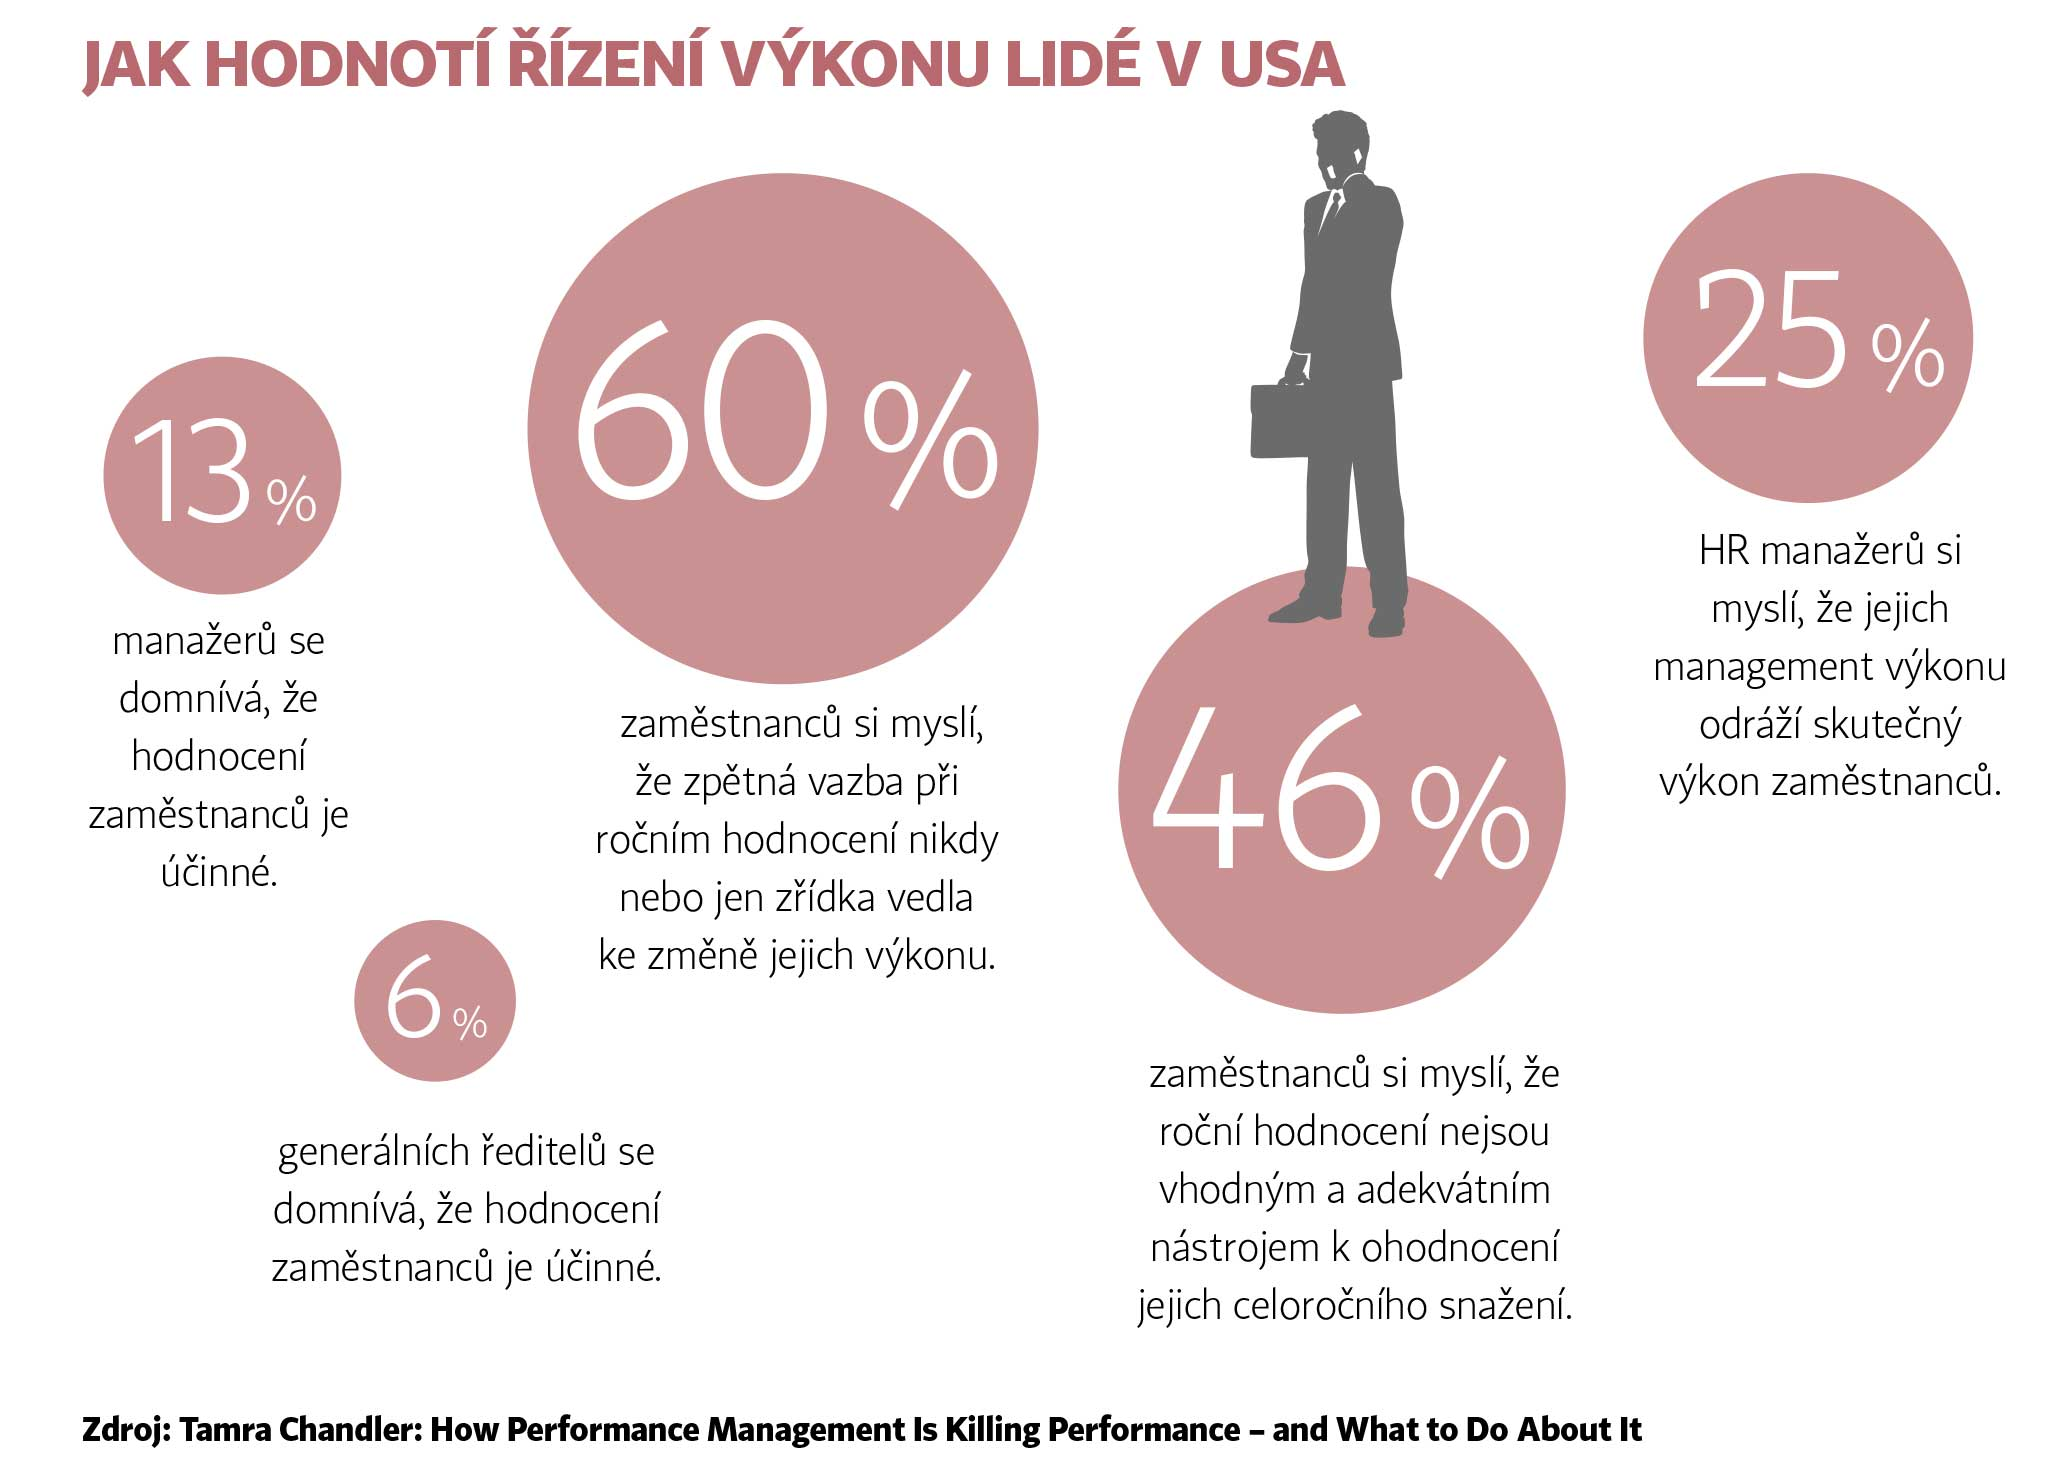 JAK HODNOTÍ ŘÍZENÍ VÝKONU LIDÉ V USA
13 %
manažerů se
domnívá, že
hodnocení
zaměstnanců je
účinné.
6 %
generálních ředitelů se
domnívá, že hodnocení
zaměstnanců je účinné.
60 %
zaměstnanců si myslí,
že zpětná vazba při
ročním hodnocení nikdy
nebo jen zřídka vedla
ke změně jejich výkonu.
46 %
zaměstnanců si myslí, že
roční hodnocení nejsou
vhodným a adekvátním
nástrojem k ohodnocení
jejich celoročního snažení.
25 %
HR manažerů si
myslí, že jejich
management výkonu
odráží skutečný
výkon zaměstnanců.
Zdroj: Tamra Chandler: How Performance Management Is Killing Performance – and What to Do About It